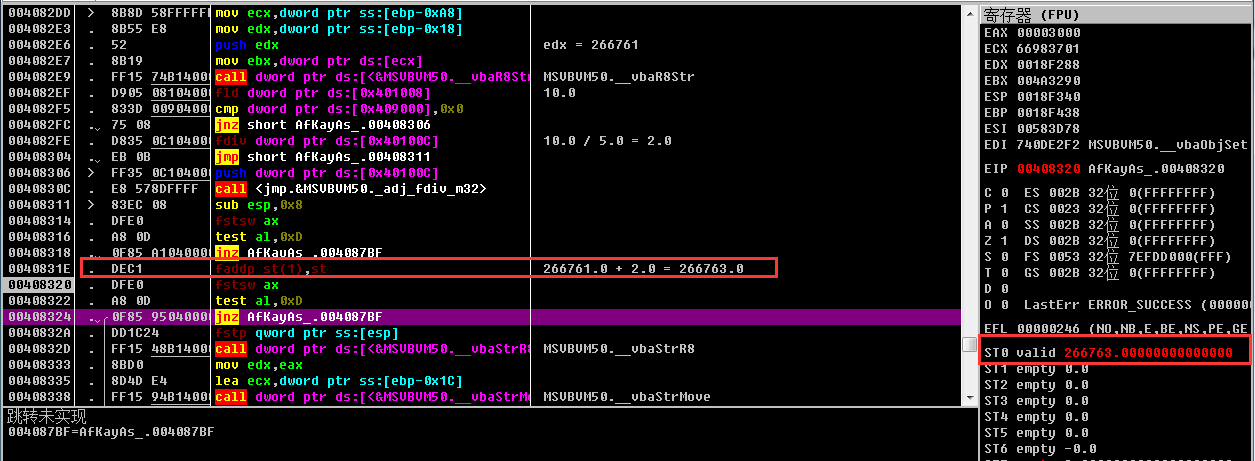 004082DD > 8B8D 58FFFFFF mov ecx,dword ptr ss:[ebp-0xA8]
004082E3 . 8B55 E8 mov edx,dword ptr ss:[ebp-0x18]
004082E6 . 52 push edx edx = 266761
004082E7 . 8B19 mov ebx,dword ptr ds:[ecx]
004082E9 . FF15 74B14000 call dword ptr ds:[<&MSVBVM50.__vbaR8Str MSVBVM50.__vbaR8Str
004082EF . D905 08104000 fld dword ptr ds:[0x401008] 10.0
004082F5 . 833D 00904000 cmp dword ptr ds:[0x409000],0x0
004082FC .⌄ 75 08 jnz short AfKayAs_.00408306
004082FE . D835 0C104000 fdiv dword ptr ds:[0x40100C] 10.0 / 5.0 = 2.0
00408304 .⌄ EB 0B jmp short AfKayAs_.00408311
00408306 > FF35 0C104000 push dword ptr ds:[0x40100C]
0040830C . E8 578DFFFF call <jmp.&MSVBVM50._adj_fdiv_m32>
00408311 > 83EC 08 sub esp,0x8
00408314 . DFE0 fstsw ax
00408316 . A8 0D test al,0xD
00408318 .⌄ 0F85 A1040000 jnz AfKayAs_.004087BF
0040831E . DEC1 faddp st(1),st 266761.0 + 2.0 = 266763.0
00408320 . DFE0 fstsw ax
00408322 . A8 0D test al,0xD
00408324 .⌄ 0F85 95040000 jnz AfKayAs_.004087BF
0040832A . DD1C24 fstp qword ptr ss:[esp]
0040832D . FF15 48B14000 call dword ptr ds:[<&MSVBVM50.__vbaStrR8 MSVBVM50.__vbaStrR8
00408333 . 8BD0 mov edx,eax
00408335 . 8D4D E4 lea ecx,dword ptr ss:[ebp-0x1C]
00408338 . FF15 94B14000 call dword ptr ds:[<&MSVBVM50.__vbaStrMo MSVBVM50.__vbaStrMove
跳转未实现
004087BF=AfKayAs_.004087BF
寄存器 (FPU)
EAX 00003000
ECX 66983701
EDX 0018F288
EBX 004A3290
ESP 0018F340
EBP 0018F438
ESI 00583D78
EDI 740DE2F2 MSVBVM50.__vbaObjSet
EIP 00408320 AfKayAs_.00408320
C 0 ES 002B 32位 0(FFFFFFFF)
P 1 CS 0023 32位 0(FFFFFFFF)
A 0 SS 002B 32位 0(FFFFFFFF)
Z 1 DS 002B 32位 0(FFFFFFFF)
S 0 FS 0053 32位 7EFDD000(FFF)
T 0 GS 002B 32位 0(FFFFFFFF)
D 0
O 0 LastErr ERROR_SUCCESS (000000
EFL 00000246 (NO,NB,E,BE,NS,PE,GE
ST0 valid 266763.00000000000000
ST1 empty 0.0
ST2 empty 0.0
ST3 empty 0.0
ST4 empty 0.0
ST5 empty 0.0
ST6 empty -0.0